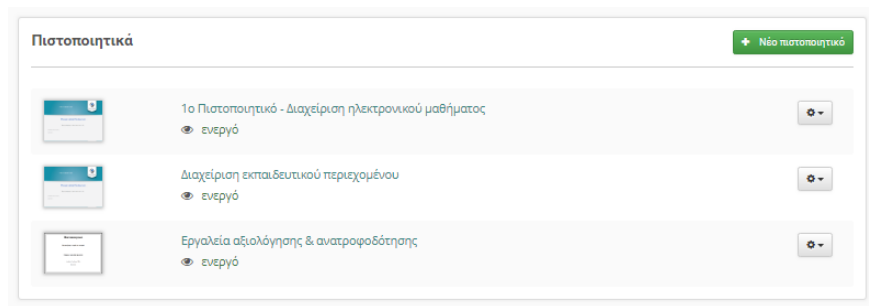 Πιστοποιητικά
Νέο πιστοποιητικό
1ο Πιστοποιητικό - Διαχείριση ηλεκτρονικού μαθήματος
ενεργό
Διαχείριση εκπαιδευτικού περιεχομένου
ενεργό
Εργαλεία αξιολόγησης & ανατροφοδότησης
ενεργό